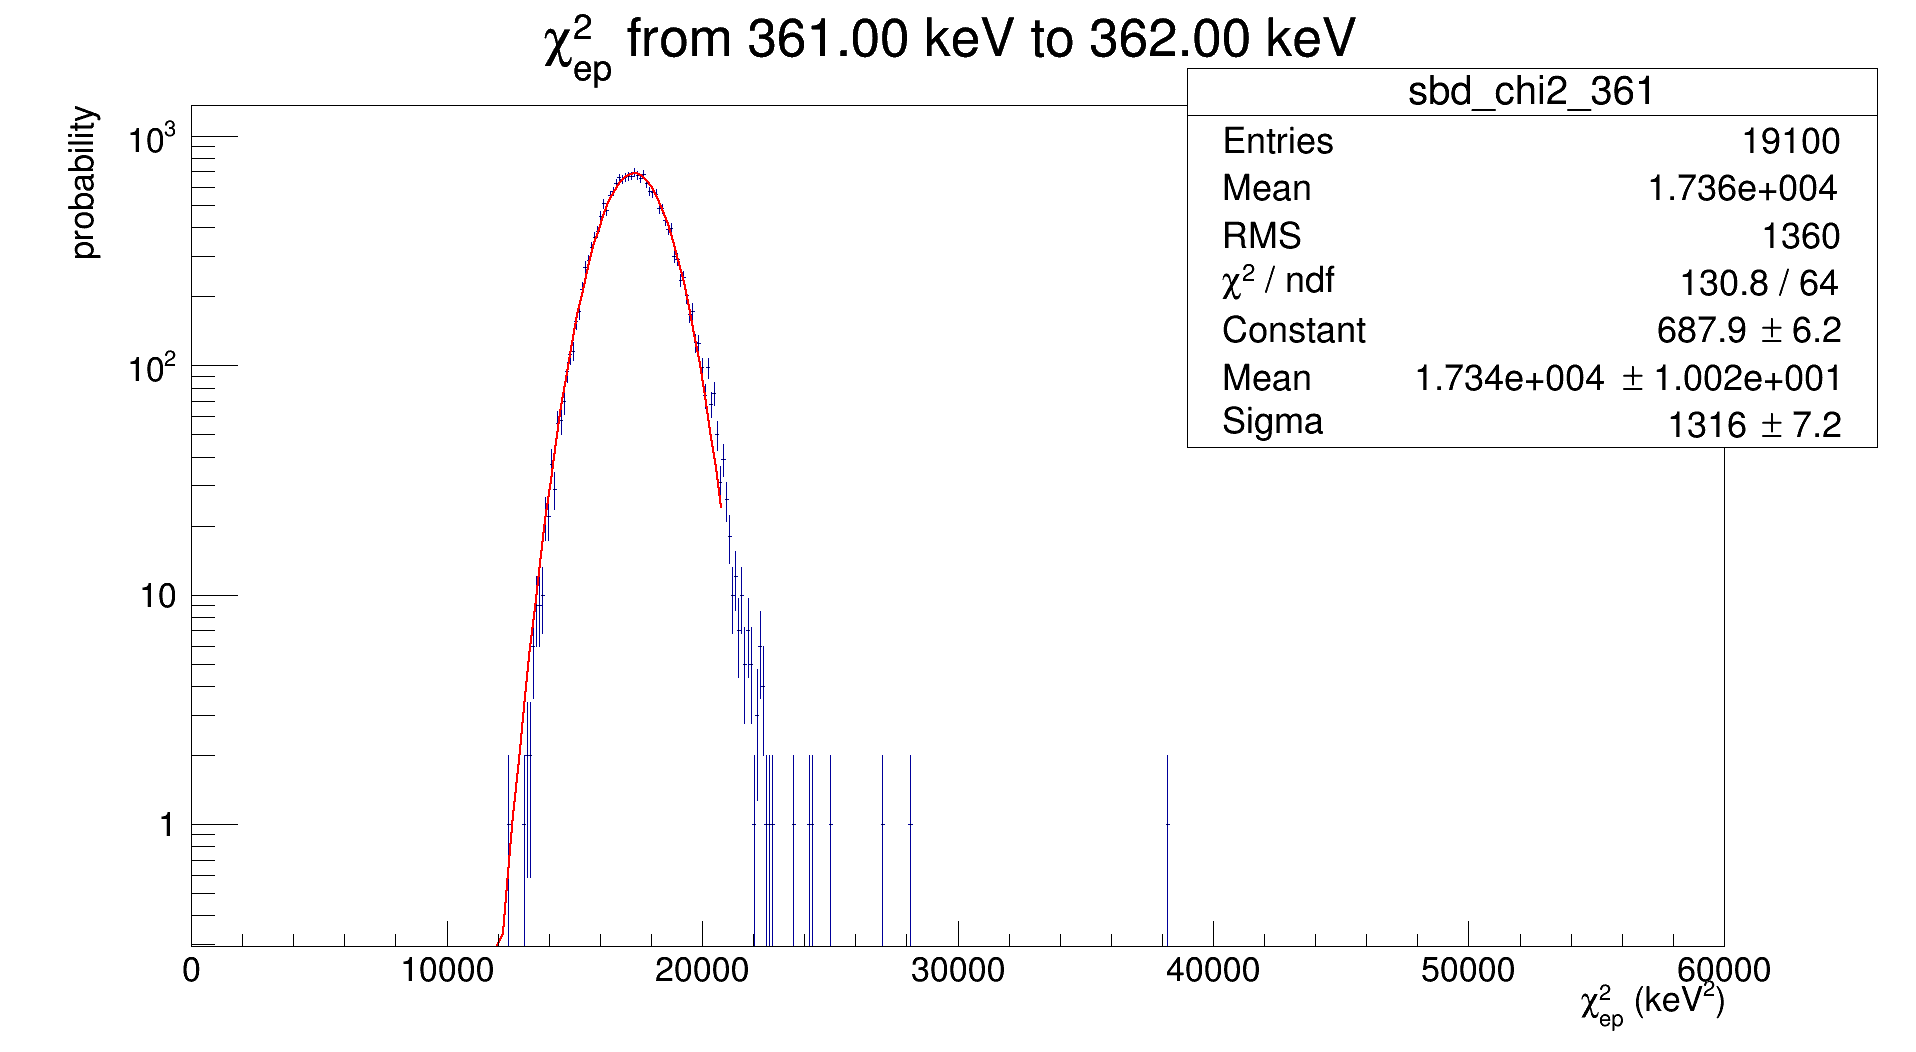 χ²ep from 361.00 keV to 362.00 keV
sbd_chi2_361
Entries 19100
Mean 1.736e+004
RMS 1360
χ² / ndf 130.8 / 64
Constant 687.9 ± 6.2
Mean 1.734e+004 ± 1.002e+001
Sigma 1316 ± 7.2
probability
10³
10²
10
1
0 10000 20000 30000 40000 50000 60000
χ²ep (keV²)